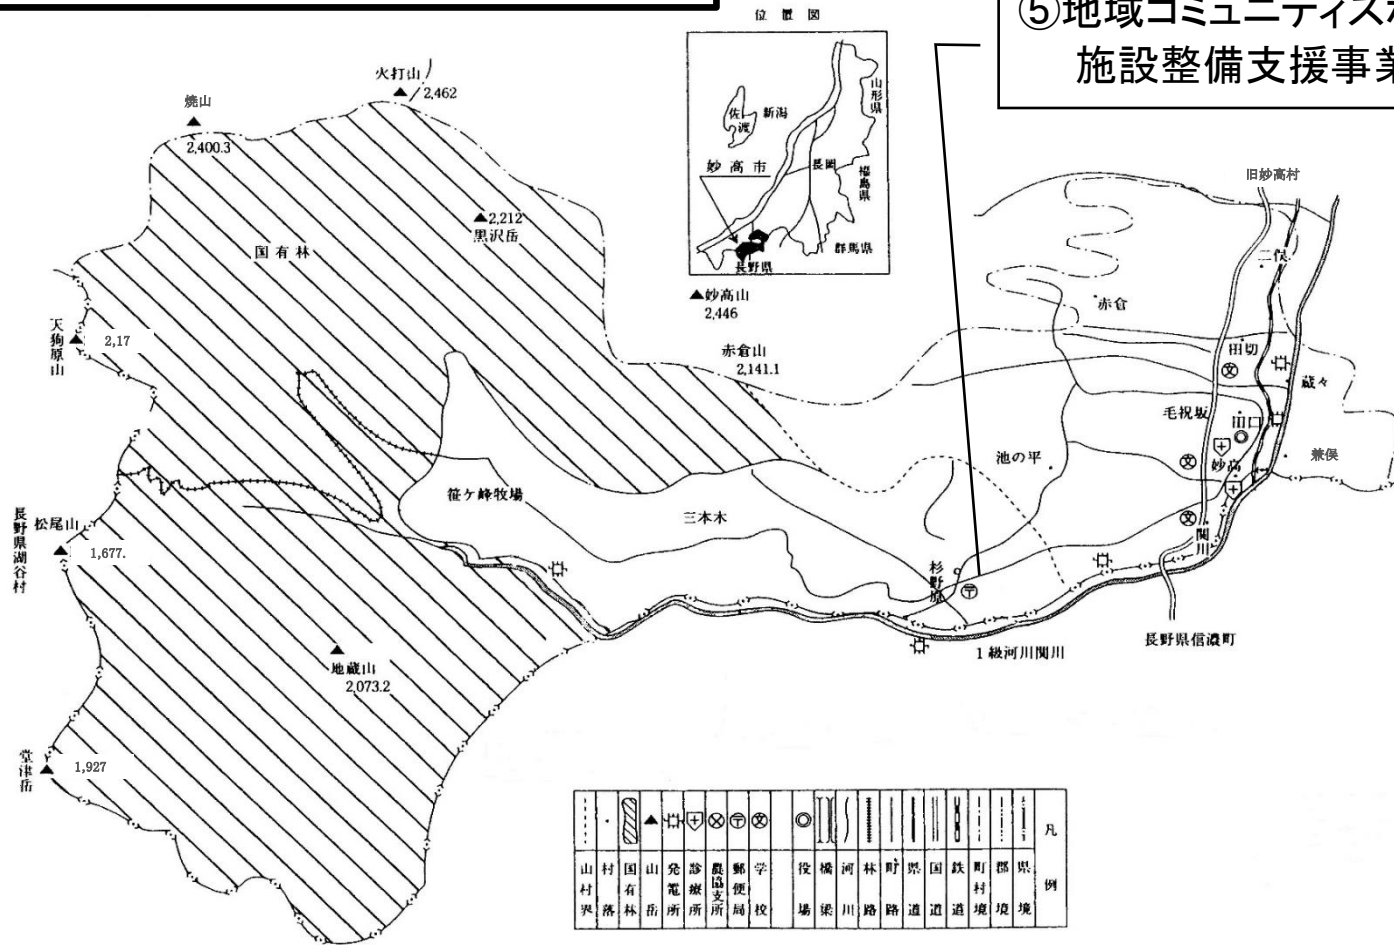 位置図
⑤地域コミュニティスポ
施設整備支援事業
山形県
佐渡
新潟
妙高市
長岡
福島県
群馬県
長野県
火打山
2,462
焼山
2,400.3
2,212
黒沢岳
国有林
天狗原山
2,17
妙高山
2,446
赤倉山
2,141.1
旧妙高村
二俣
赤倉
田切
蔵々
毛祝坂
田口
兼俣
妙高
池の平
関川
笹ケ峰牧場
三本木
杉野
長野県湖谷村
松尾山
1,677.
地蔵山
2,073.2
1級河川関川
長野県信濃町
堂津岳
1,927
凡例
県境
郡境
町村境
鉄道
国道
県道
町路
林路
河川
橋梁
役場
学校
郵便局
農協支所
診療所
発電所
山岳
国有林
村落
山村界